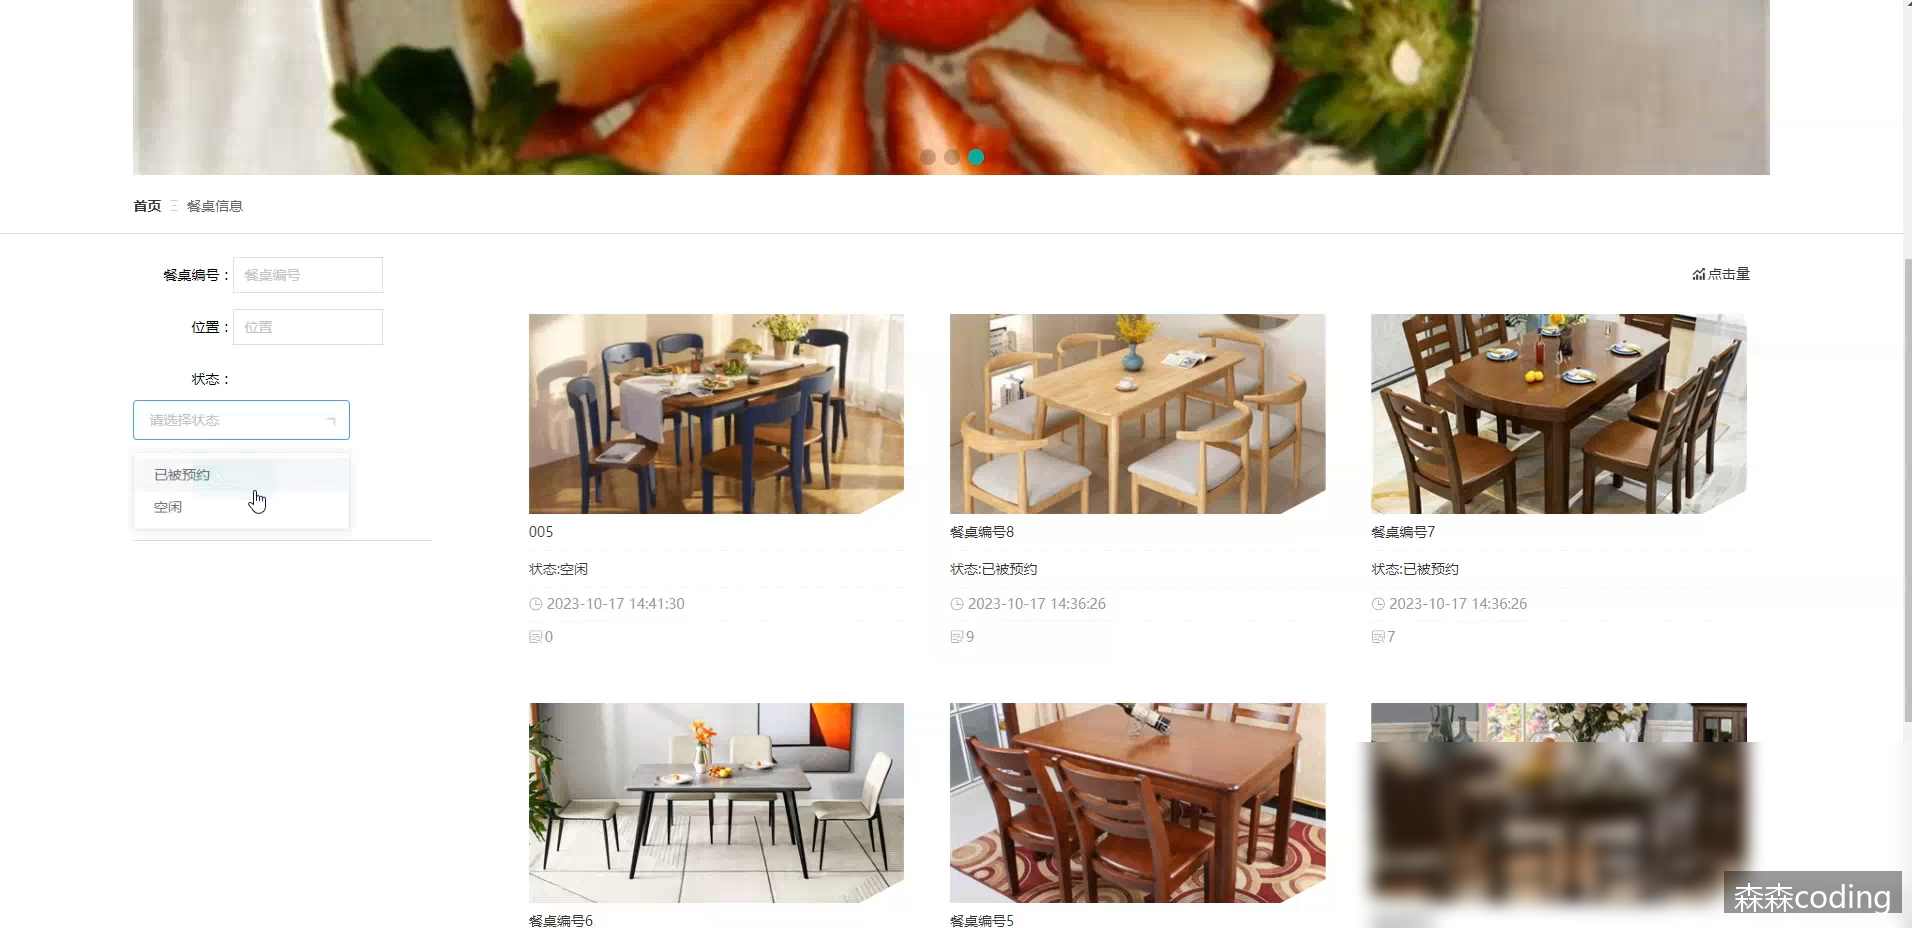 首页 餐桌信息
餐桌编号：
餐桌编号
位置：
位置
状态：
请选择状态
已被预约
空闲
点击量
005
状态:空闲
2023-10-17 14:41:30
0
餐桌编号8
状态:已被预约
2023-10-17 14:36:26
9
餐桌编号7
状态:已被预约
2023-10-17 14:36:26
7
餐桌编号6
餐桌编号5
森森coding